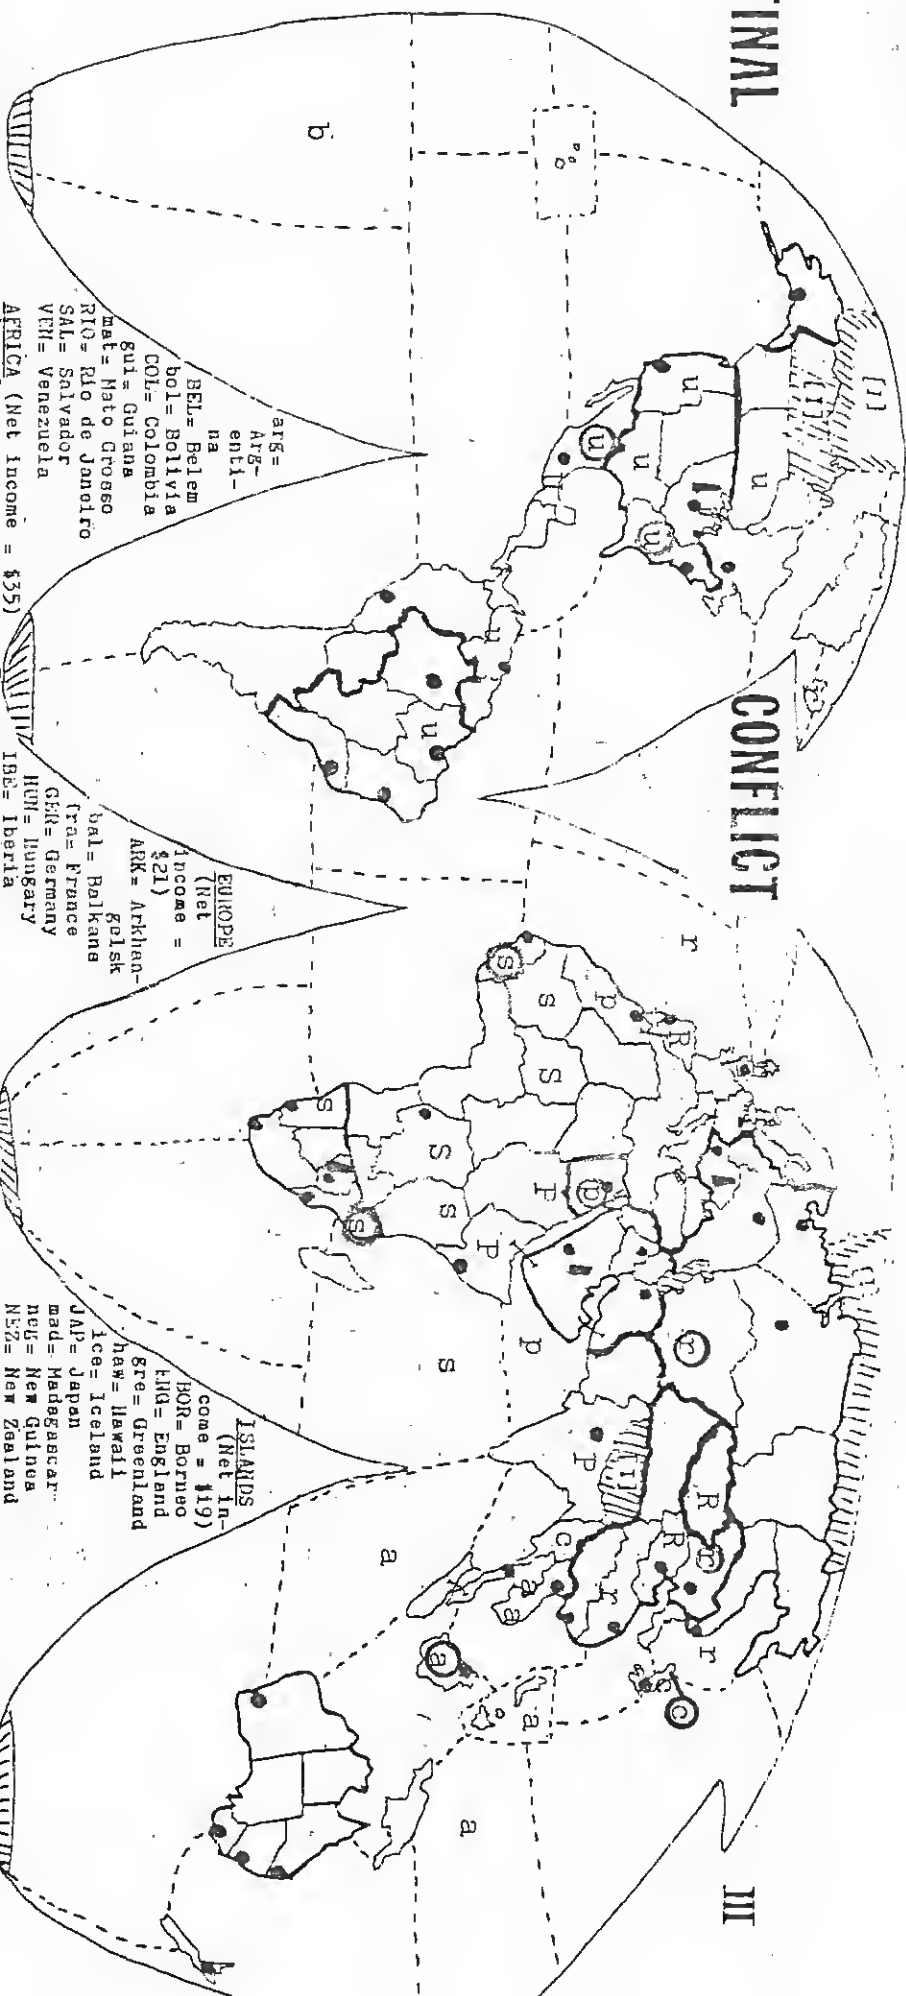 TINAL
CONFLICT
III
[I]
[I]
u
u
u
u
u
u
u
u
u
b
r
r
R
p
s
s
S
S
s
s
s
s
P
p
P
p
p
r
R
R
r
r
r
c
c
a
a
a
a
a
a
arg=
Arg-
enti-
na
BEL= Belem
bol= Bolivia
COL= Colombia
gui= Guiana
mat= Mato Grosso
RIO= Rio de Janeiro
SAL= Salvador
VEN= Venezuela
AFRICA (Net income = $35)
EUROPE
(Net
income =
$21)
ARK= Arkhan-
gelsk
bal= Balkans
fra= France
GER= Germany
HUN= Hungary
IBE= Iberia
ISLANDS
(Net in-
come = $19)
BOR= Borneo
ENG= England
gre= Greenland
haw= Hawaii
ice= Iceland
JAP= Japan
mad= Madagascar
neg= New Guinea
NEZ= New Zealand